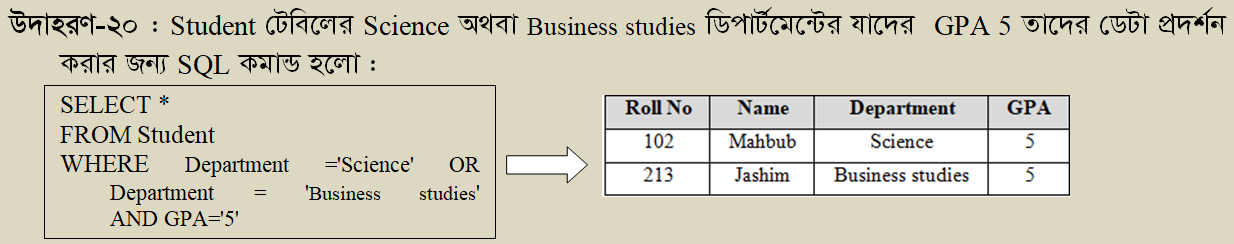 উদাহরণ-২০ : Student টেবিলের Science অথবা Business studies ডিপার্টমেন্টের যাদের GPA 5 তাদের ডেটা প্রদর্শন
করার জন্য SQL কমান্ড হলো :
SELECT *
FROM Student
WHERE Department ='Science' OR
Department = 'Business studies'
AND GPA='5'
Roll No Name Department GPA
102 Mahbub Science 5
213 Jashim Business studies 5